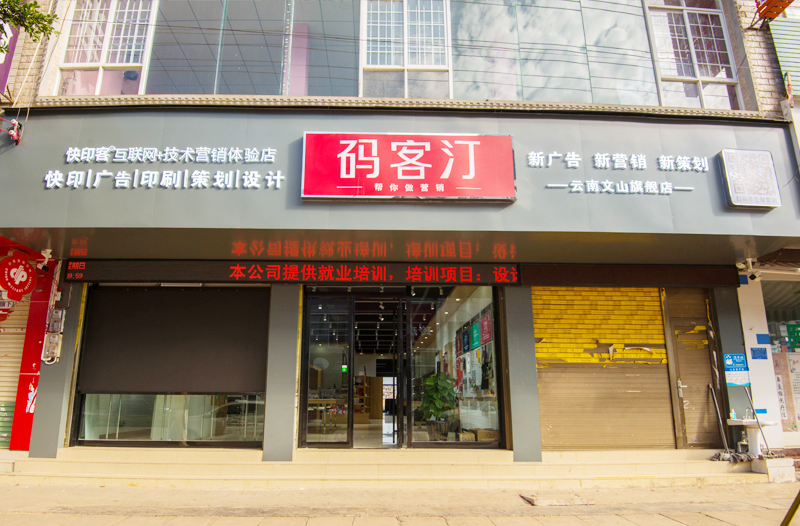 快印客 互联网+技术营销体验店
快印|广告|印刷|策划|设计
码客汀
帮你做营销
新广告 新营销 新策划
云南文山旗舰店
本公司提供就业培训，培训项目：设计